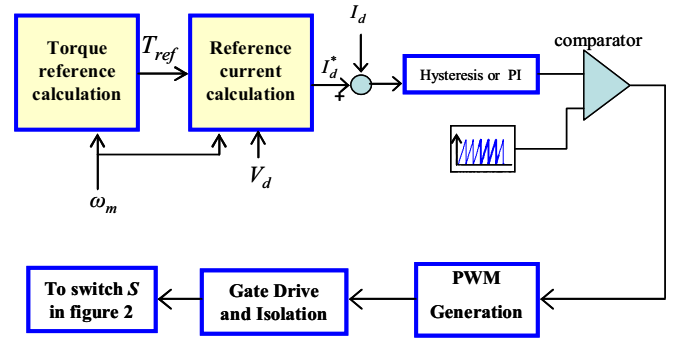 Torque
reference
calculation
T_ref
Reference
current
calculation
I_d
I_d^*
+
Hysteresis or PI
comparator
ω_m
V_d
To switch S
in figure 2
Gate Drive
and Isolation
PWM
Generation